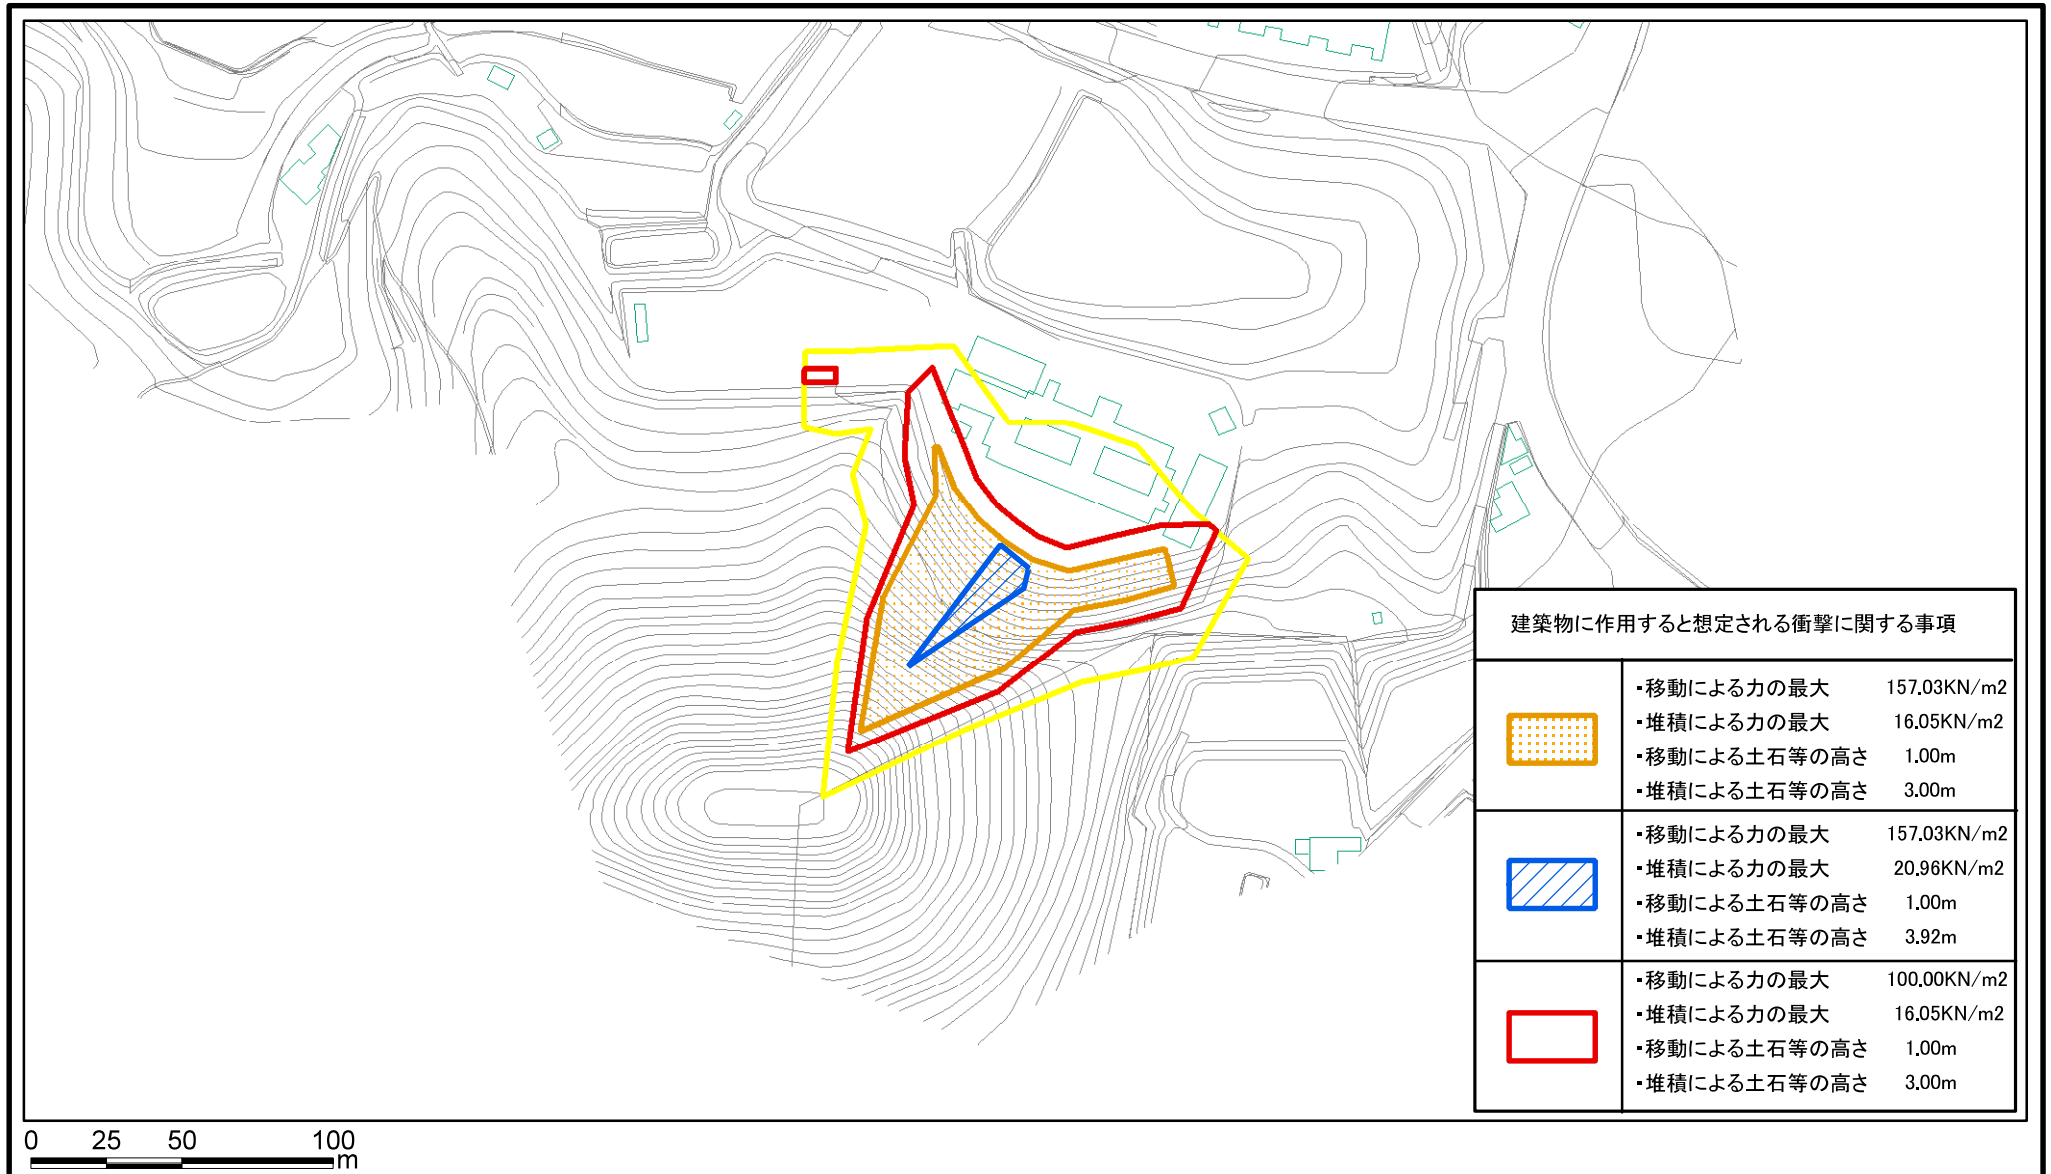 建築物に作用すると想定される衝撃に関する事項
・移動による力の最大 157.03KN/m2
・堆積による力の最大 16.05KN/m2
・移動による土石等の高さ 1.00m
・堆積による土石等の高さ 3.00m
・移動による力の最大 157.03KN/m2
・堆積による力の最大 20.96KN/m2
・移動による土石等の高さ 1.00m
・堆積による土石等の高さ 3.92m
・移動による力の最大 100.00KN/m2
・堆積による力の最大 16.05KN/m2
・移動による土石等の高さ 1.00m
・堆積による土石等の高さ 3.00m
0 25 50 100
m